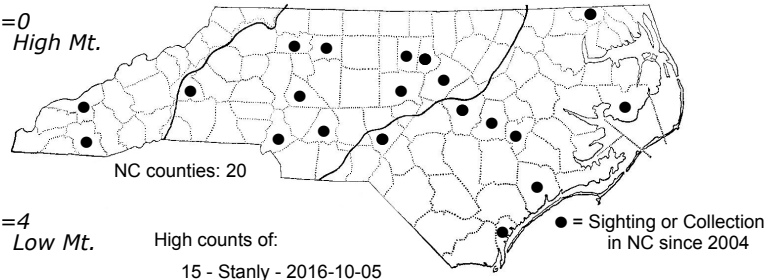 =0
High Mt.
NC counties: 20
=4
Low Mt.
High counts of:
15 - Stanly - 2016-10-05
● = Sighting or Collection
in NC since 2004